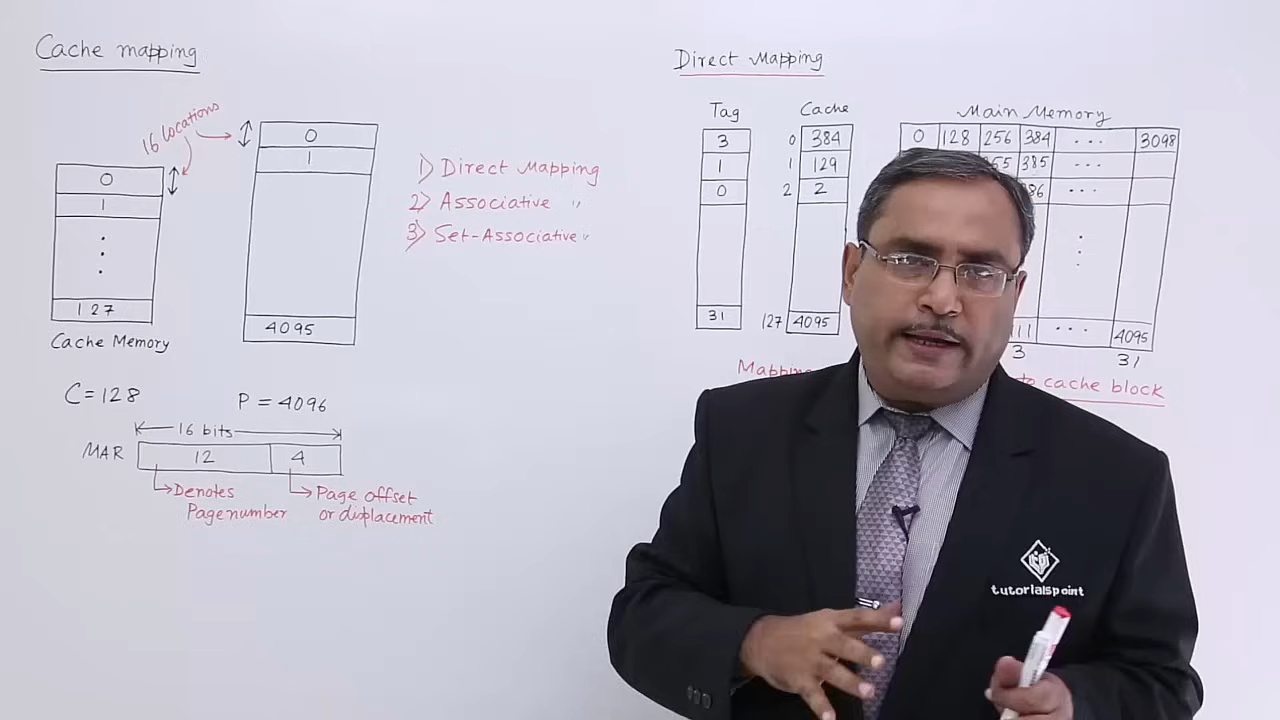 Cache mapping
16 locations
0
1
127
Cache Memory
0
1
4095
1) Direct Mapping
2) Associative "
3) Set-Associative "
C = 128
P = 4096
16 bits
MAR 12 4
Denotes
Page number
Page offset
or displacement
Direct Mapping
Tag
3
1
0
31
Cache
0 384
1 129
2 2
127 4095
Main Memory
0 128 256 384 ... 3098
385 ...
...
... 4095
3 31
Mapping
to cache block
tutorialspoint